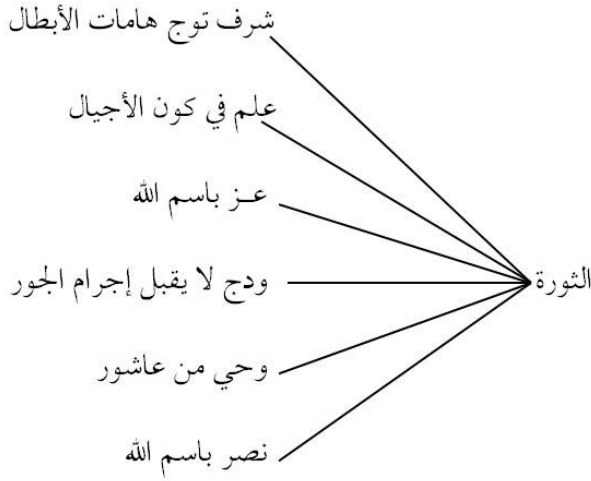 شرف توج هامات الأبطال
علم في كون الأجيال
عـز باسم الله
الثورة
ودج لا يقبل إجرام الجور
وحي من عاشور
نصر باسم الله